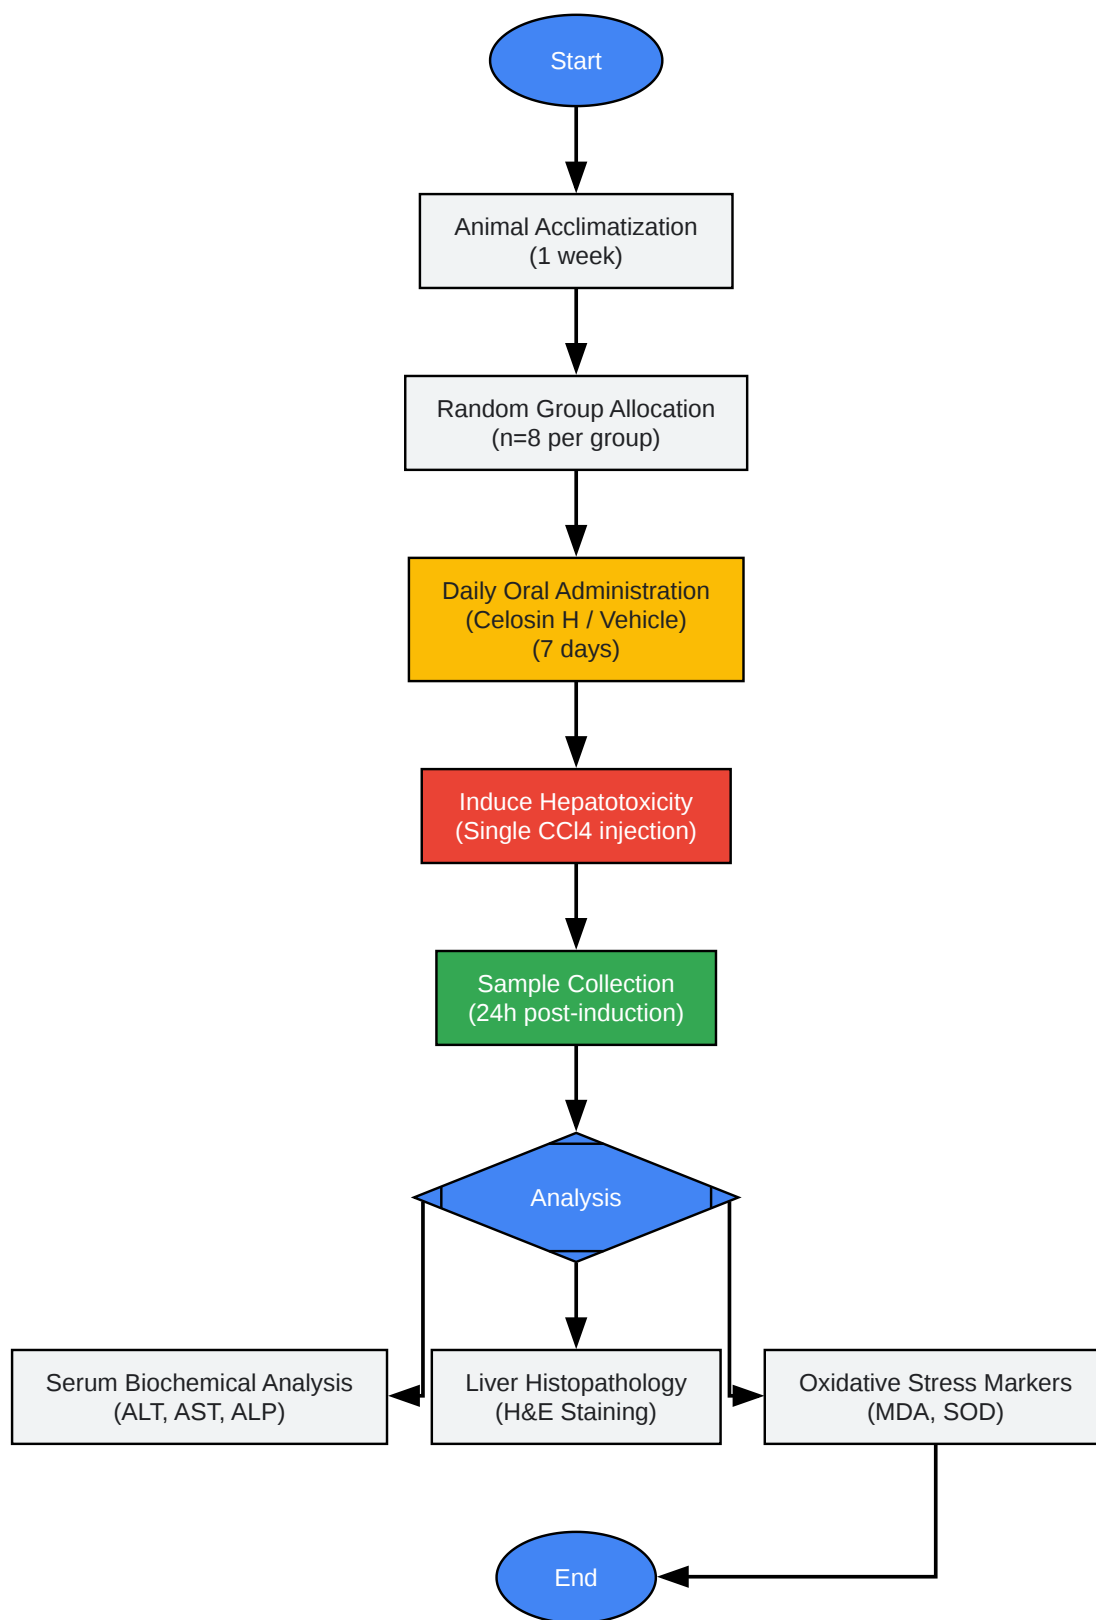 Start
Animal Acclimatization
(1 week)
Random Group Allocation
(n=8 per group)
Daily Oral Administration
(Celosin H / Vehicle)
(7 days)
Induce Hepatotoxicity
(Single CCl4 injection)
Sample Collection
(24h post-induction)
Analysis
Serum Biochemical Analysis
(ALT, AST, ALP)
Liver Histopathology
(H&E Staining)
Oxidative Stress Markers
(MDA, SOD)
End